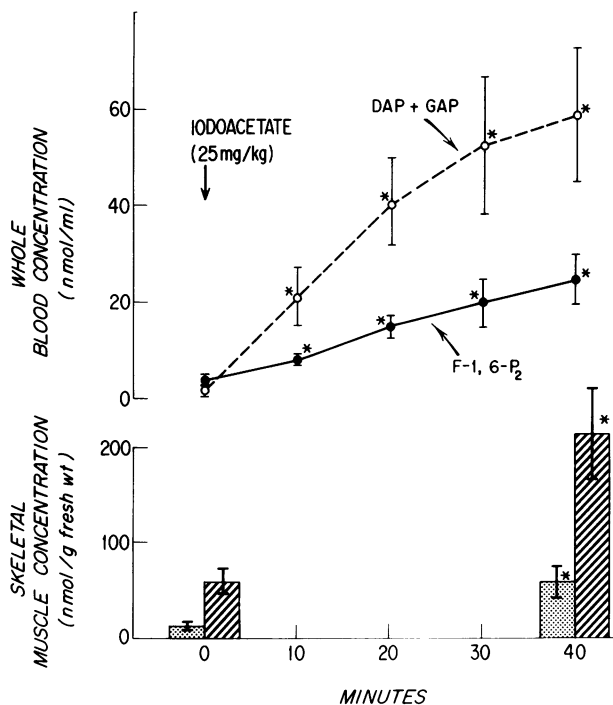 60
40
20
0
WHOLE
BLOOD CONCENTRATION
(nmol/ml)
IODOACETATE
(25mg/kg)
DAP + GAP
*
*
*
*
*
*
*
*
F-1, 6-P₂
200
100
50
0
SKELETAL
MUSCLE CONCENTRATION
(nmol/g fresh wt)
*
*
0 10 20 30 40
MINUTES